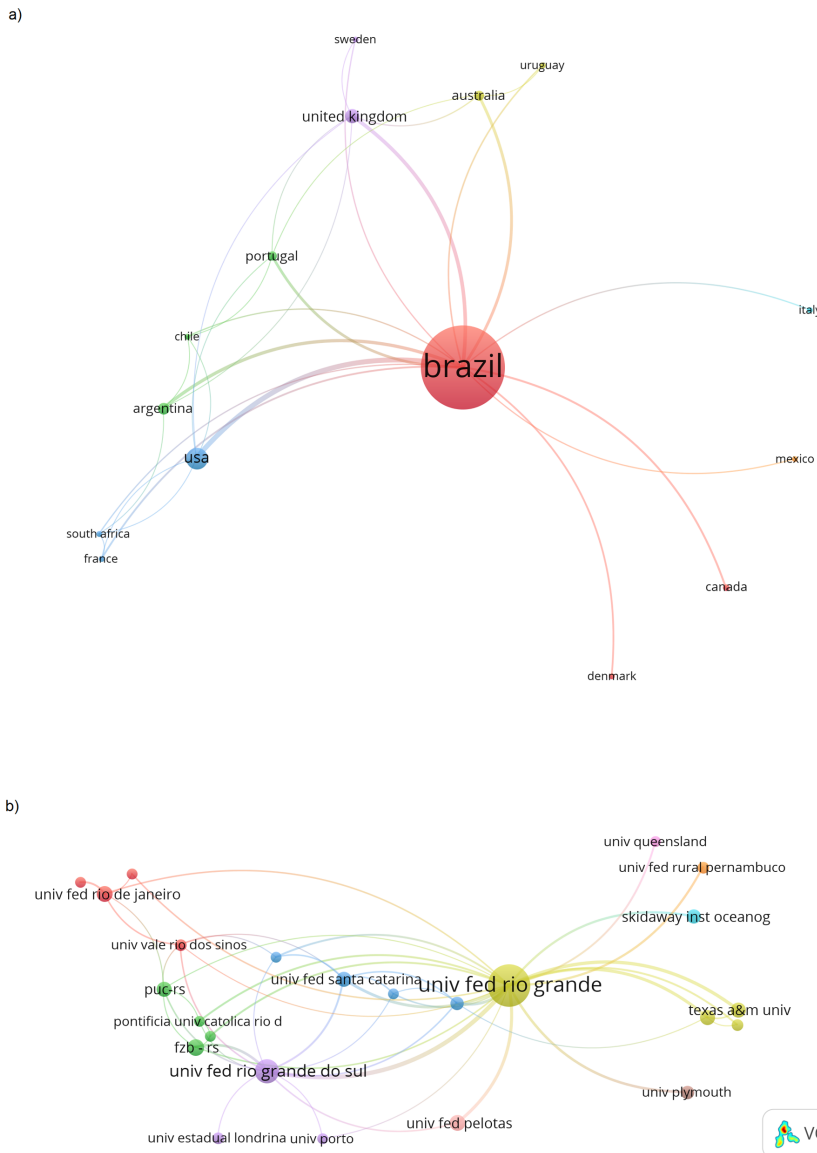 a)
sweden
uruguay
australia
united kingdom
portugal
italy
chile
brazil
argentina
usa
mexico
south africa
france
canada
denmark
b)
univ queensland
univ fed rural pernambuco
univ fed rio de janeiro
skidaway inst oceanog
univ vale rio dos sinos
univ fed santa catarina
univ fed rio grande
puc-rs
texas a&m univ
pontificia univ catolica rio d
fzb - rs
univ fed rio grande do sul
univ plymouth
univ fed pelotas
univ estadual londrina
univ porto